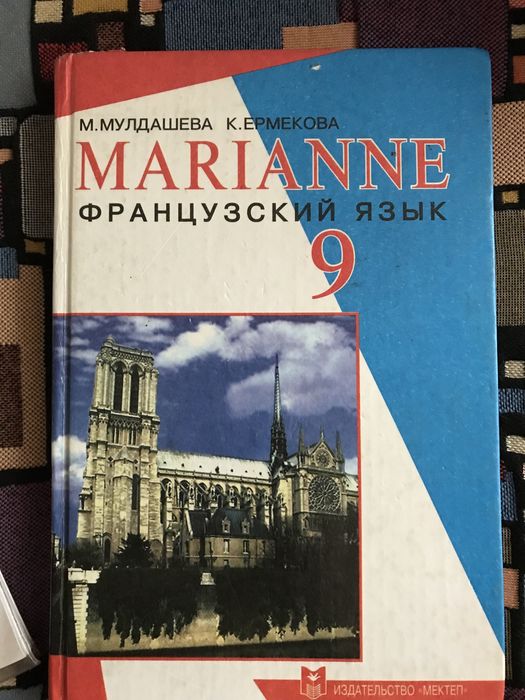 М.МУЛДАШЕВА К.ЕРМЕКОВА
MARIANNE
ФРАНЦУЗСКИЙ ЯЗЫК
9
ИЗДАТЕЛЬСТВО «МЕКТЕП»